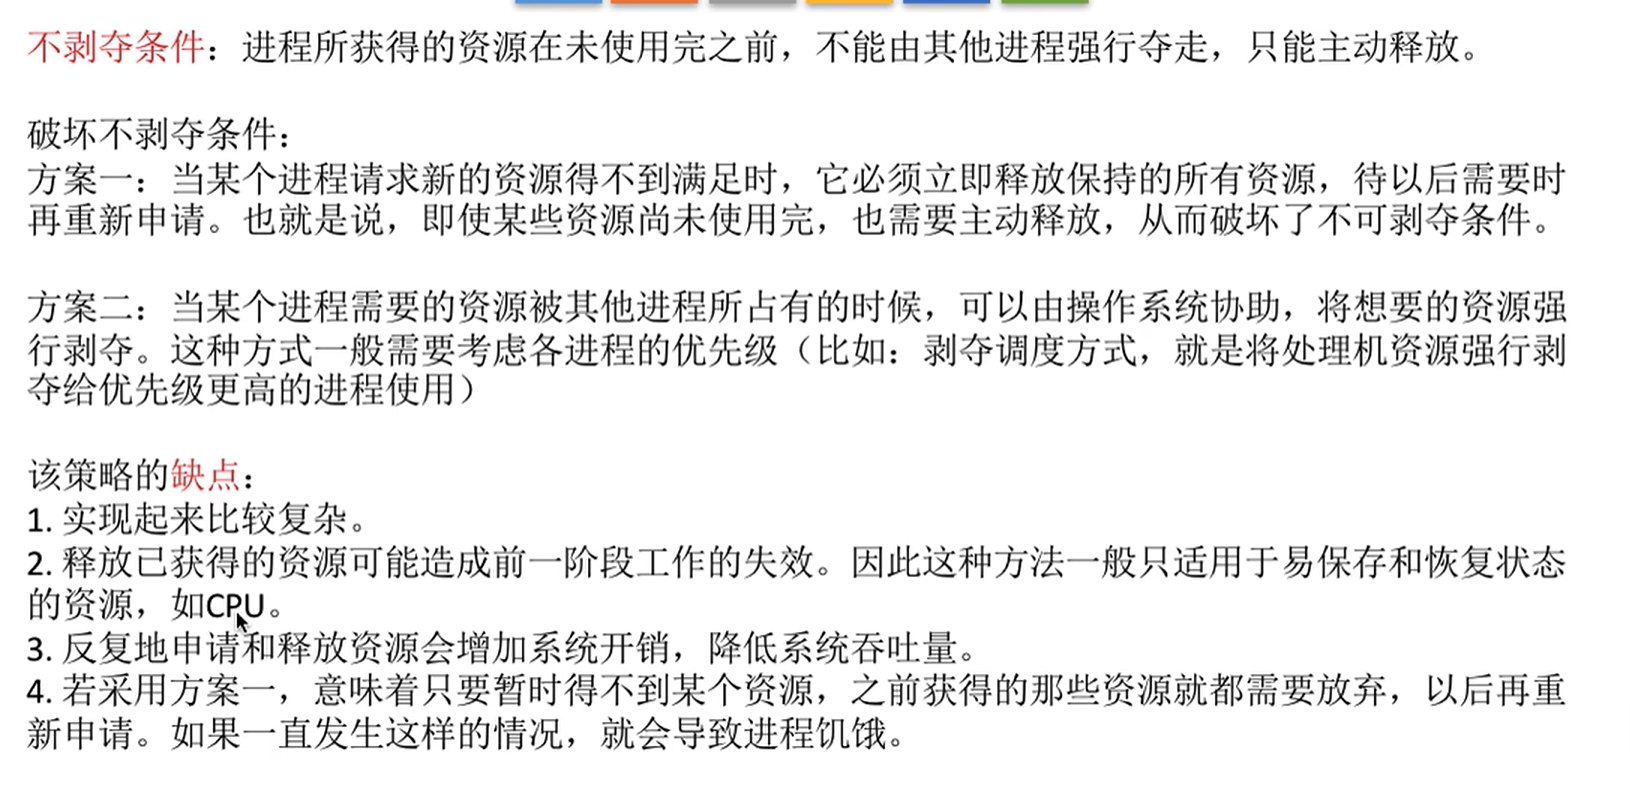 不剥夺条件：进程所获得的资源在未使用完之前，不能由其他进程强行夺走，只能主动释放。
破坏不剥夺条件：
方案一：当某个进程请求新的资源得不到满足时，它必须立即释放保持的所有资源，待以后需要时
再重新申请。也就是说，即使某些资源尚未使用完，也需要主动释放，从而破坏了不可剥夺条件。
方案二：当某个进程需要的资源被其他进程所占有的时候，可以由操作系统协助，将想要的资源强
行剥夺。这种方式一般需要考虑各进程的优先级（比如：剥夺调度方式，就是将处理机资源强行剥
夺给优先级更高的进程使用）
该策略的缺点：
1. 实现起来比较复杂。
2. 释放已获得的资源可能造成前一阶段工作的失效。因此这种方法一般只适用于易保存和恢复状态
的资源，如CPU。
3. 反复地申请和释放资源会增加系统开销，降低系统吞吐量。
4. 若采用方案一，意味着只要暂时得不到某个资源，之前获得的那些资源就都需要放弃，以后再重
新申请。如果一直发生这样的情况，就会导致进程饥饿。